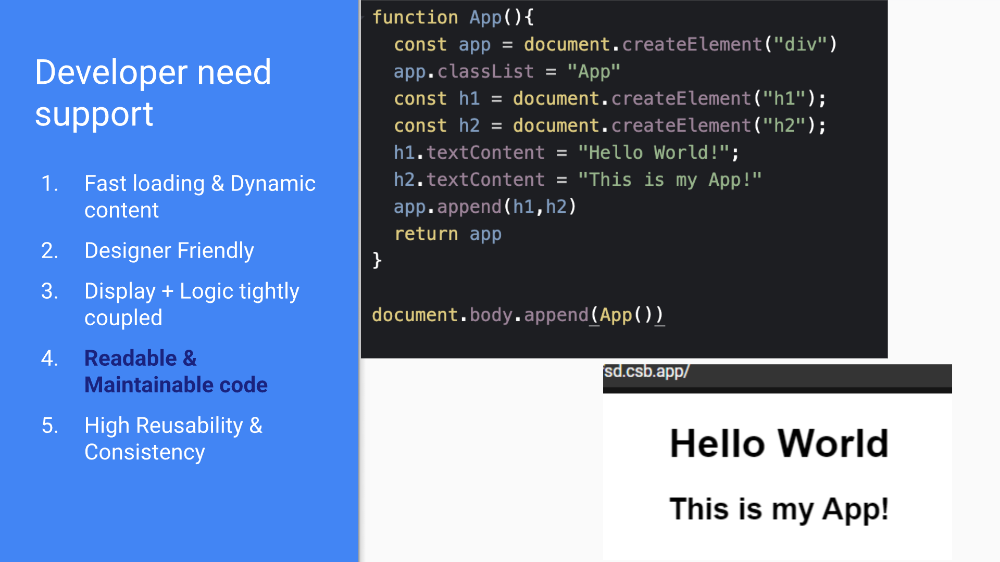 Developer need
support
1. Fast loading & Dynamic
content
2. Designer Friendly
3. Display + Logic tightly
coupled
4. Readable &
Maintainable code
5. High Reusability &
Consistency
function App(){
  const app = document.createElement("div")
  app.classList = "App"
  const h1 = document.createElement("h1");
  const h2 = document.createElement("h2");
  h1.textContent = "Hello World!";
  h2.textContent = "This is my App!"
  app.append(h1,h2)
  return app
}
document.body.append(App())
sd.csb.app/
Hello World
This is my App!